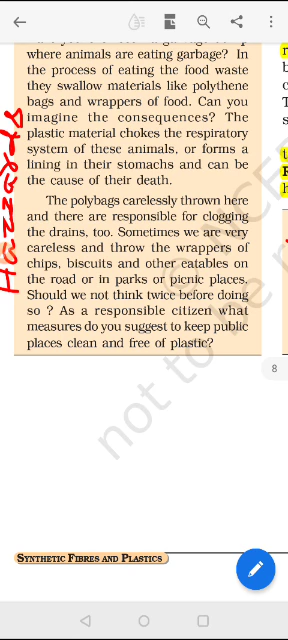 where animals are eating garbage? In
the process of eating the food waste
they swallow materials like polythene
bags and wrappers of food. Can you
imagine the consequences? The
plastic material chokes the respiratory
system of these animals, or forms a
lining in their stomachs and can be
the cause of their death.
The polybags carelessly thrown here
and there are responsible for clogging
the drains, too. Sometimes we are very
careless and throw the wrappers of
chips, biscuits and other eatables on
the road or in parks or picnic places.
Should we not think twice before doing
so ? As a responsible citizen what
measures do you suggest to keep public
places clean and free of plastic?
Hazzards
© NCE
not to be r
8
SYNTHETIC FIBRES AND PLASTICS